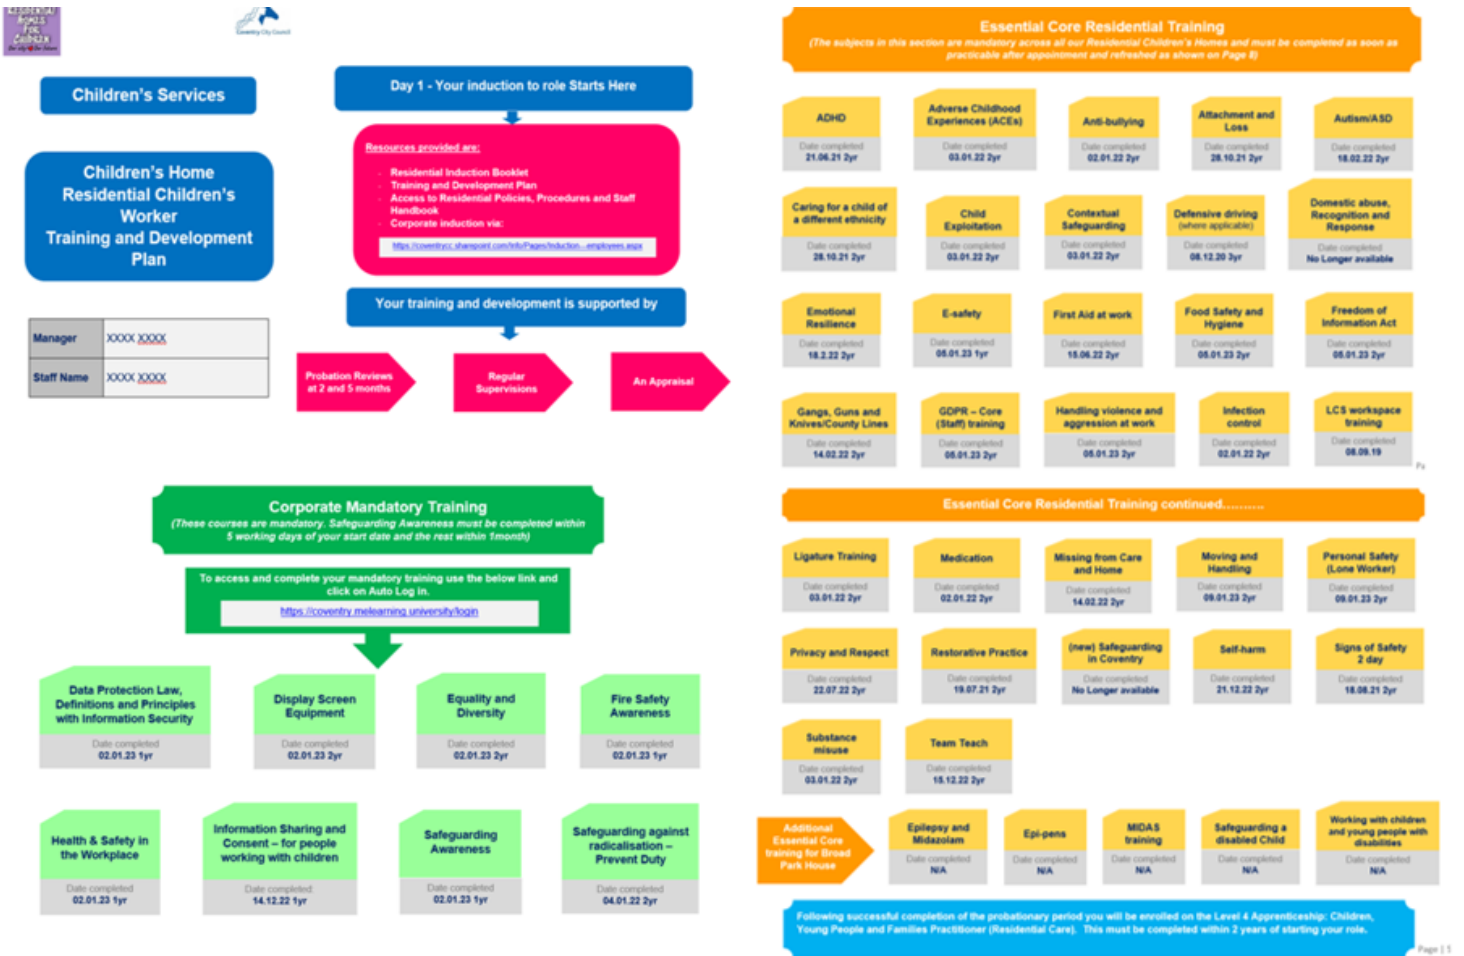 RESIDENTIAL
HOMES
FOR
CHILDREN
Coventry City Council
Children's Services
Children's Home
Residential Children's
Worker
Training and Development
Plan
Manager XXXX XXXX
Staff Name XXXX XXXX
Day 1 - Your induction to role Starts Here
Resources provided are:
- Residential Induction Booklet
- Training and Development Plan
- Access to Residential Policies, Procedures and Staff
Handbook
- Corporate induction via:
https://coventrycc.sharepoint.com/Info/Pages/Induction---employees.aspx
Your training and development is supported by
Probation Reviews
at 2 and 5 months
Regular
Supervisions
An Appraisal
Corporate Mandatory Training
(These courses are mandatory. Safeguarding Awareness must be completed within
5 working days of your start date and the rest within 1month)
To access and complete your mandatory training use the below link and
click on Auto Log in.
https://coventry.melearning.university/login
Data Protection Law,
Definitions and Principles
with Information Security
Date completed
02.01.23 1yr
Display Screen
Equipment
Date completed
02.01.23 2yr
Equality and
Diversity
Date completed
02.01.23 2yr
Fire Safety
Awareness
Date completed
02.01.23 1yr
Health & Safety in
the Workplace
Date completed
02.01.23 1yr
Information Sharing and
Consent – for people
working with children
Date completed
14.12.22 1yr
Safeguarding
Awareness
Date completed
02.01.23 1yr
Safeguarding against
radicalisation –
Prevent Duty
Date completed
04.01.22 2yr
Essential Core Residential Training
(The subjects in this section are mandatory across all our Residential Children's Homes and must be completed as soon as
practicable after appointment and refreshed as shown on Page 8)
ADHD
Date completed
21.06.21 2yr
Adverse Childhood
Experiences (ACEs)
Date completed
03.01.22 2yr
Anti-bullying
Date completed
02.01.22 2yr
Attachment and
Loss
Date completed
28.10.21 2yr
Autism/ASD
Date completed
18.02.22 2yr
Caring for a child of
a different ethnicity
Date completed
28.10.21 2yr
Child
Exploitation
Date completed
03.01.22 2yr
Contextual
Safeguarding
Date completed
03.01.22 2yr
Defensive driving
(where applicable)
Date completed
08.12.20 3yr
Domestic abuse,
Recognition and
Response
Date completed
No Longer available
Emotional
Resilience
Date completed
18.2.22 2yr
E-safety
Date completed
05.01.23 1yr
First Aid at work
Date completed
15.06.22 2yr
Food Safety and
Hygiene
Date completed
05.01.23 2yr
Freedom of
Information Act
Date completed
05.01.23 2yr
Gangs, Guns and
Knives/County Lines
Date completed
14.02.22 2yr
GDPR – Core
(Staff) training
Date completed
05.01.23 2yr
Handling violence and
aggression at work
Date completed
05.01.23 2yr
Infection
control
Date completed
02.01.22 2yr
LCS workspace
training
Date completed
08.09.19
Pa
Essential Core Residential Training continued..........
Ligature Training
Date completed
03.01.22 2yr
Medication
Date completed
02.01.22 2yr
Missing from Care
and Home
Date completed
14.02.22 2yr
Moving and
Handling
Date completed
09.01.23 2yr
Personal Safety
(Lone Worker)
Date completed
09.01.23 2yr
Privacy and Respect
Date completed
22.07.22 2yr
Restorative Practice
Date completed
19.07.21 2yr
(new) Safeguarding
in Coventry
Date completed
No Longer available
Self-harm
Date completed
21.12.22 2yr
Signs of Safety
2 day
Date completed
18.08.21 2yr
Substance
misuse
Date completed
03.01.22 2yr
Team Teach
Date completed
15.12.22 2yr
Additional
Essential Core
training for Broad
Park House
Epilepsy and
Midazolam
Date completed
N/A
Epi-pens
Date completed
N/A
MIDAS
training
Date completed
N/A
Safeguarding a
disabled Child
Date completed
N/A
Working with children
and young people with
disabilities
Date completed
N/A
Following successful completion of the probationary period you will be enrolled on the Level 4 Apprenticeship: Children,
Young People and Families Practitioner (Residential Care). This must be completed within 2 years of starting your role.
Page | 5